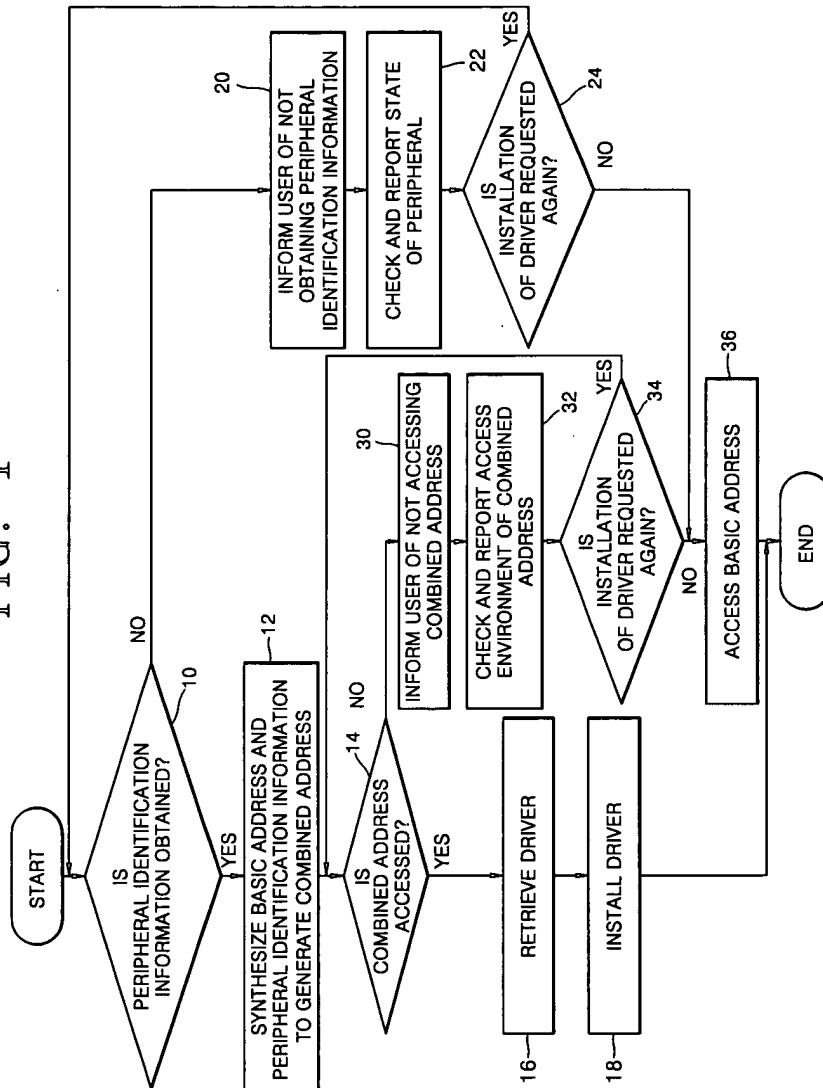 FIG. 1
START
IS
PERIPHERAL IDENTIFICATION
INFORMATION OBTAINED?
10
NO
YES
SYNTHESIZE BASIC ADDRESS AND
PERIPHERAL IDENTIFICATION INFORMATION
TO GENERATE COMBINED ADDRESS
12
IS
COMBINED ADDRESS
ACCESSED?
14
NO
YES
RETRIEVE DRIVER
16
INSTALL DRIVER
18
INFORM USER OF NOT
OBTAINING PERIPHERAL
IDENTIFICATION INFORMATION
20
CHECK AND REPORT STATE
OF PERIPHERAL
22
IS
INSTALLATION
OF DRIVER REQUESTED
AGAIN?
24
YES
NO
INFORM USER OF NOT ACCESSING
COMBINED ADDRESS
30
CHECK AND REPORT ACCESS
ENVIRONMENT OF COMBINED
ADDRESS
32
IS
INSTALLATION
OF DRIVER REQUESTED
AGAIN?
34
YES
NO
ACCESS BASIC ADDRESS
36
END